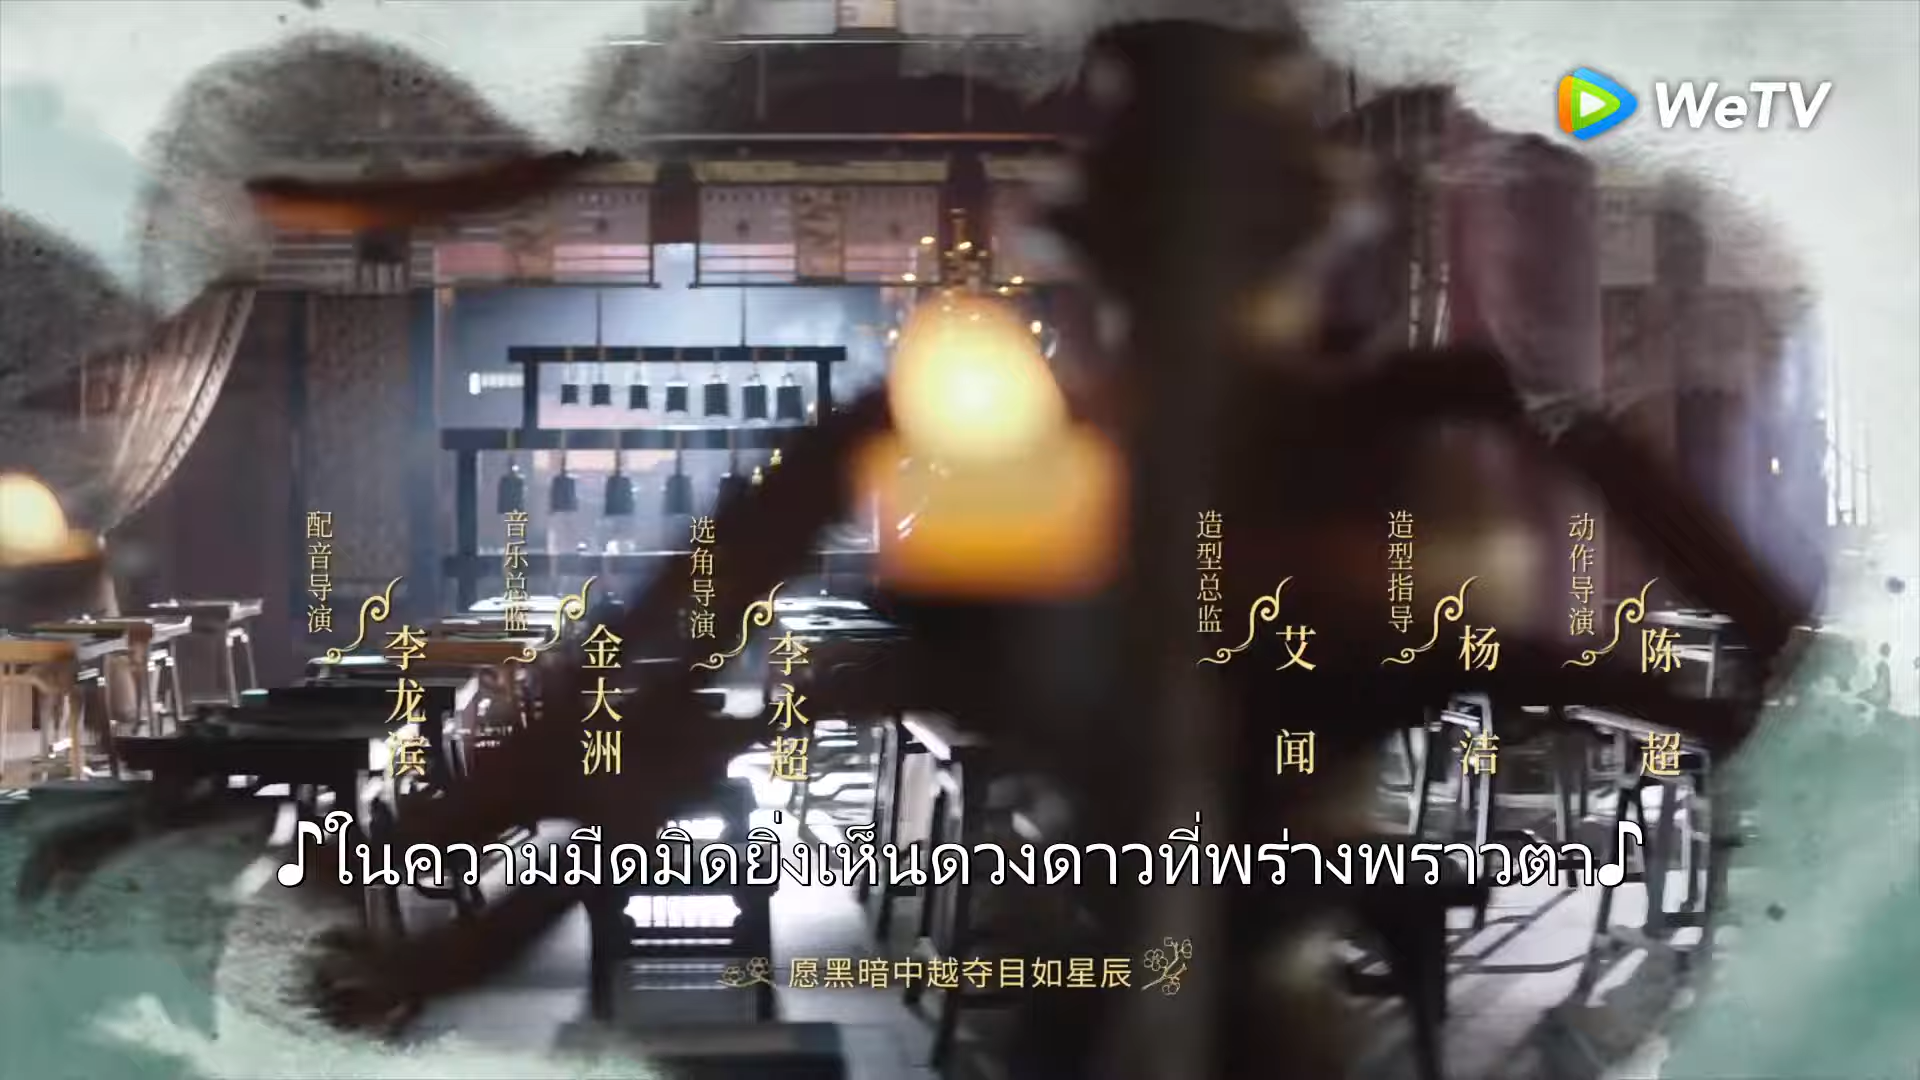 WeTV
配音导演
李龙滨
音乐总监
金大洲
选角导演
李永超
造型总监
艾闻
造型指导
杨洁
动作导演
陈超
♪ในความมืดมิดยิ่งเห็นดวงดาวที่พร่างพราวตา♪
愿黑暗中越夺目如星辰